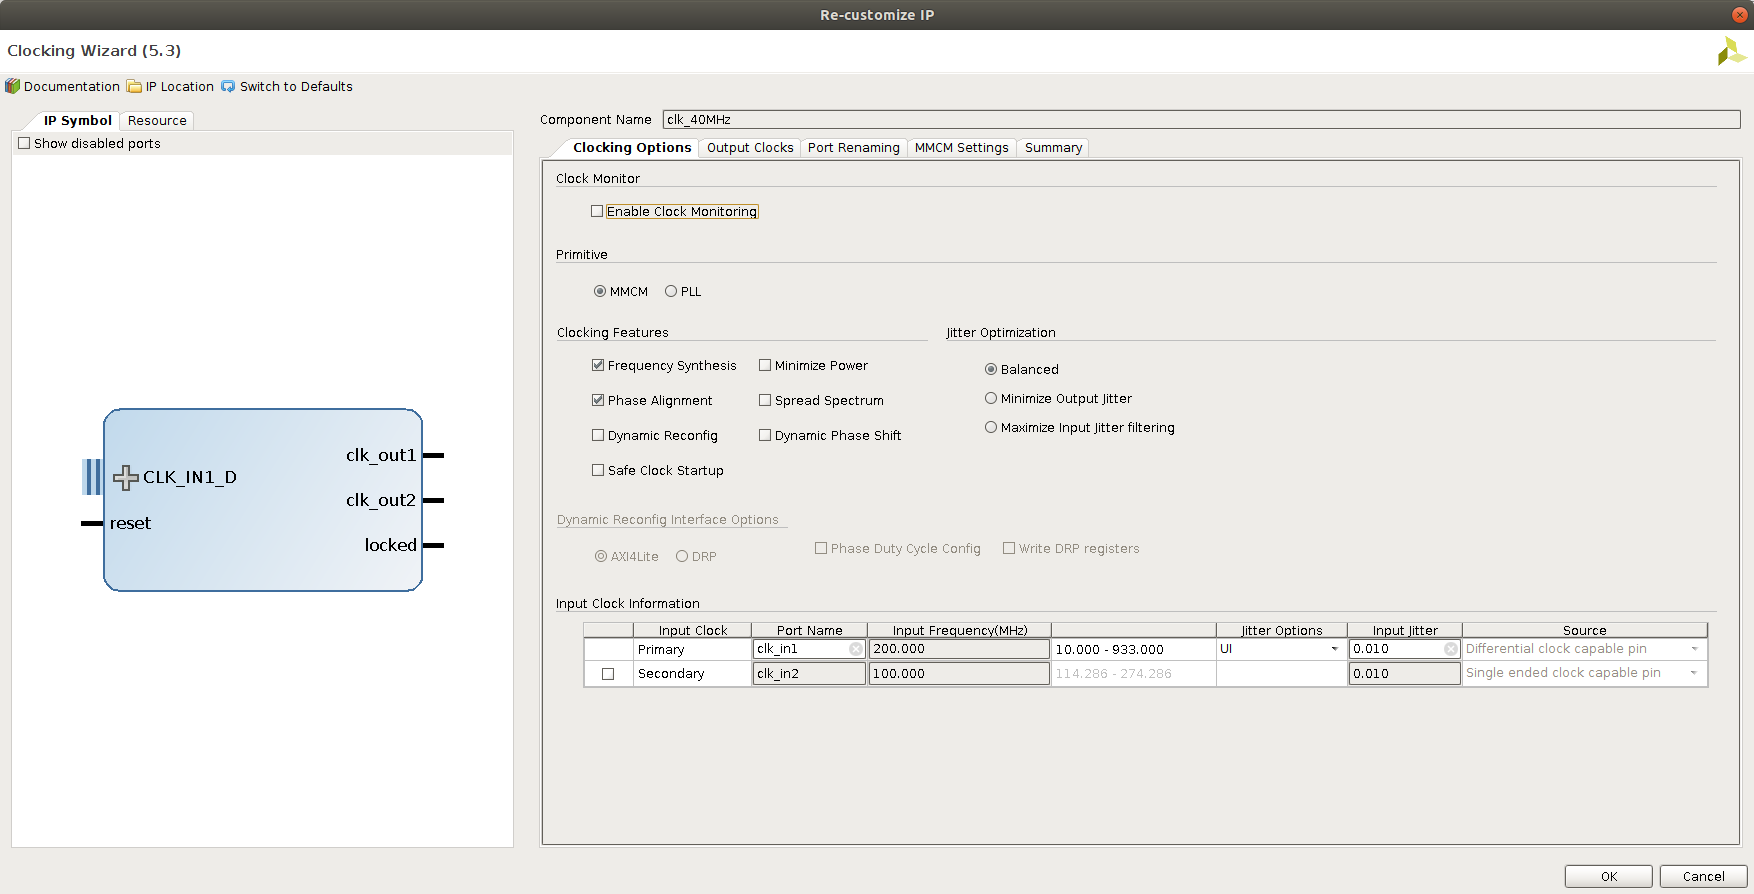 Re-customize IP
Clocking Wizard (5.3)
Documentation IP Location Switch to Defaults
IP Symbol Resource
Show disabled ports
CLK_IN1_D
reset
clk_out1
clk_out2
locked
Component Name clk_40MHz
Clocking Options Output Clocks Port Renaming MMCM Settings Summary
Clock Monitor
Enable Clock Monitoring
Primitive
MMCM PLL
Clocking Features
Frequency Synthesis Minimize Power
Phase Alignment Spread Spectrum
Dynamic Reconfig Dynamic Phase Shift
Safe Clock Startup
Jitter Optimization
Balanced
Minimize Output Jitter
Maximize Input Jitter filtering
Dynamic Reconfig Interface Options
AXI4Lite DRP Phase Duty Cycle Config Write DRP registers
Input Clock Information
Input Clock Port Name Input Frequency(MHz) Jitter Options Input Jitter Source
Primary clk_in1 200.000 10.000 - 933.000 UI 0.010 Differential clock capable pin
Secondary clk_in2 100.000 114.286 - 274.286 0.010 Single ended clock capable pin
OK Cancel